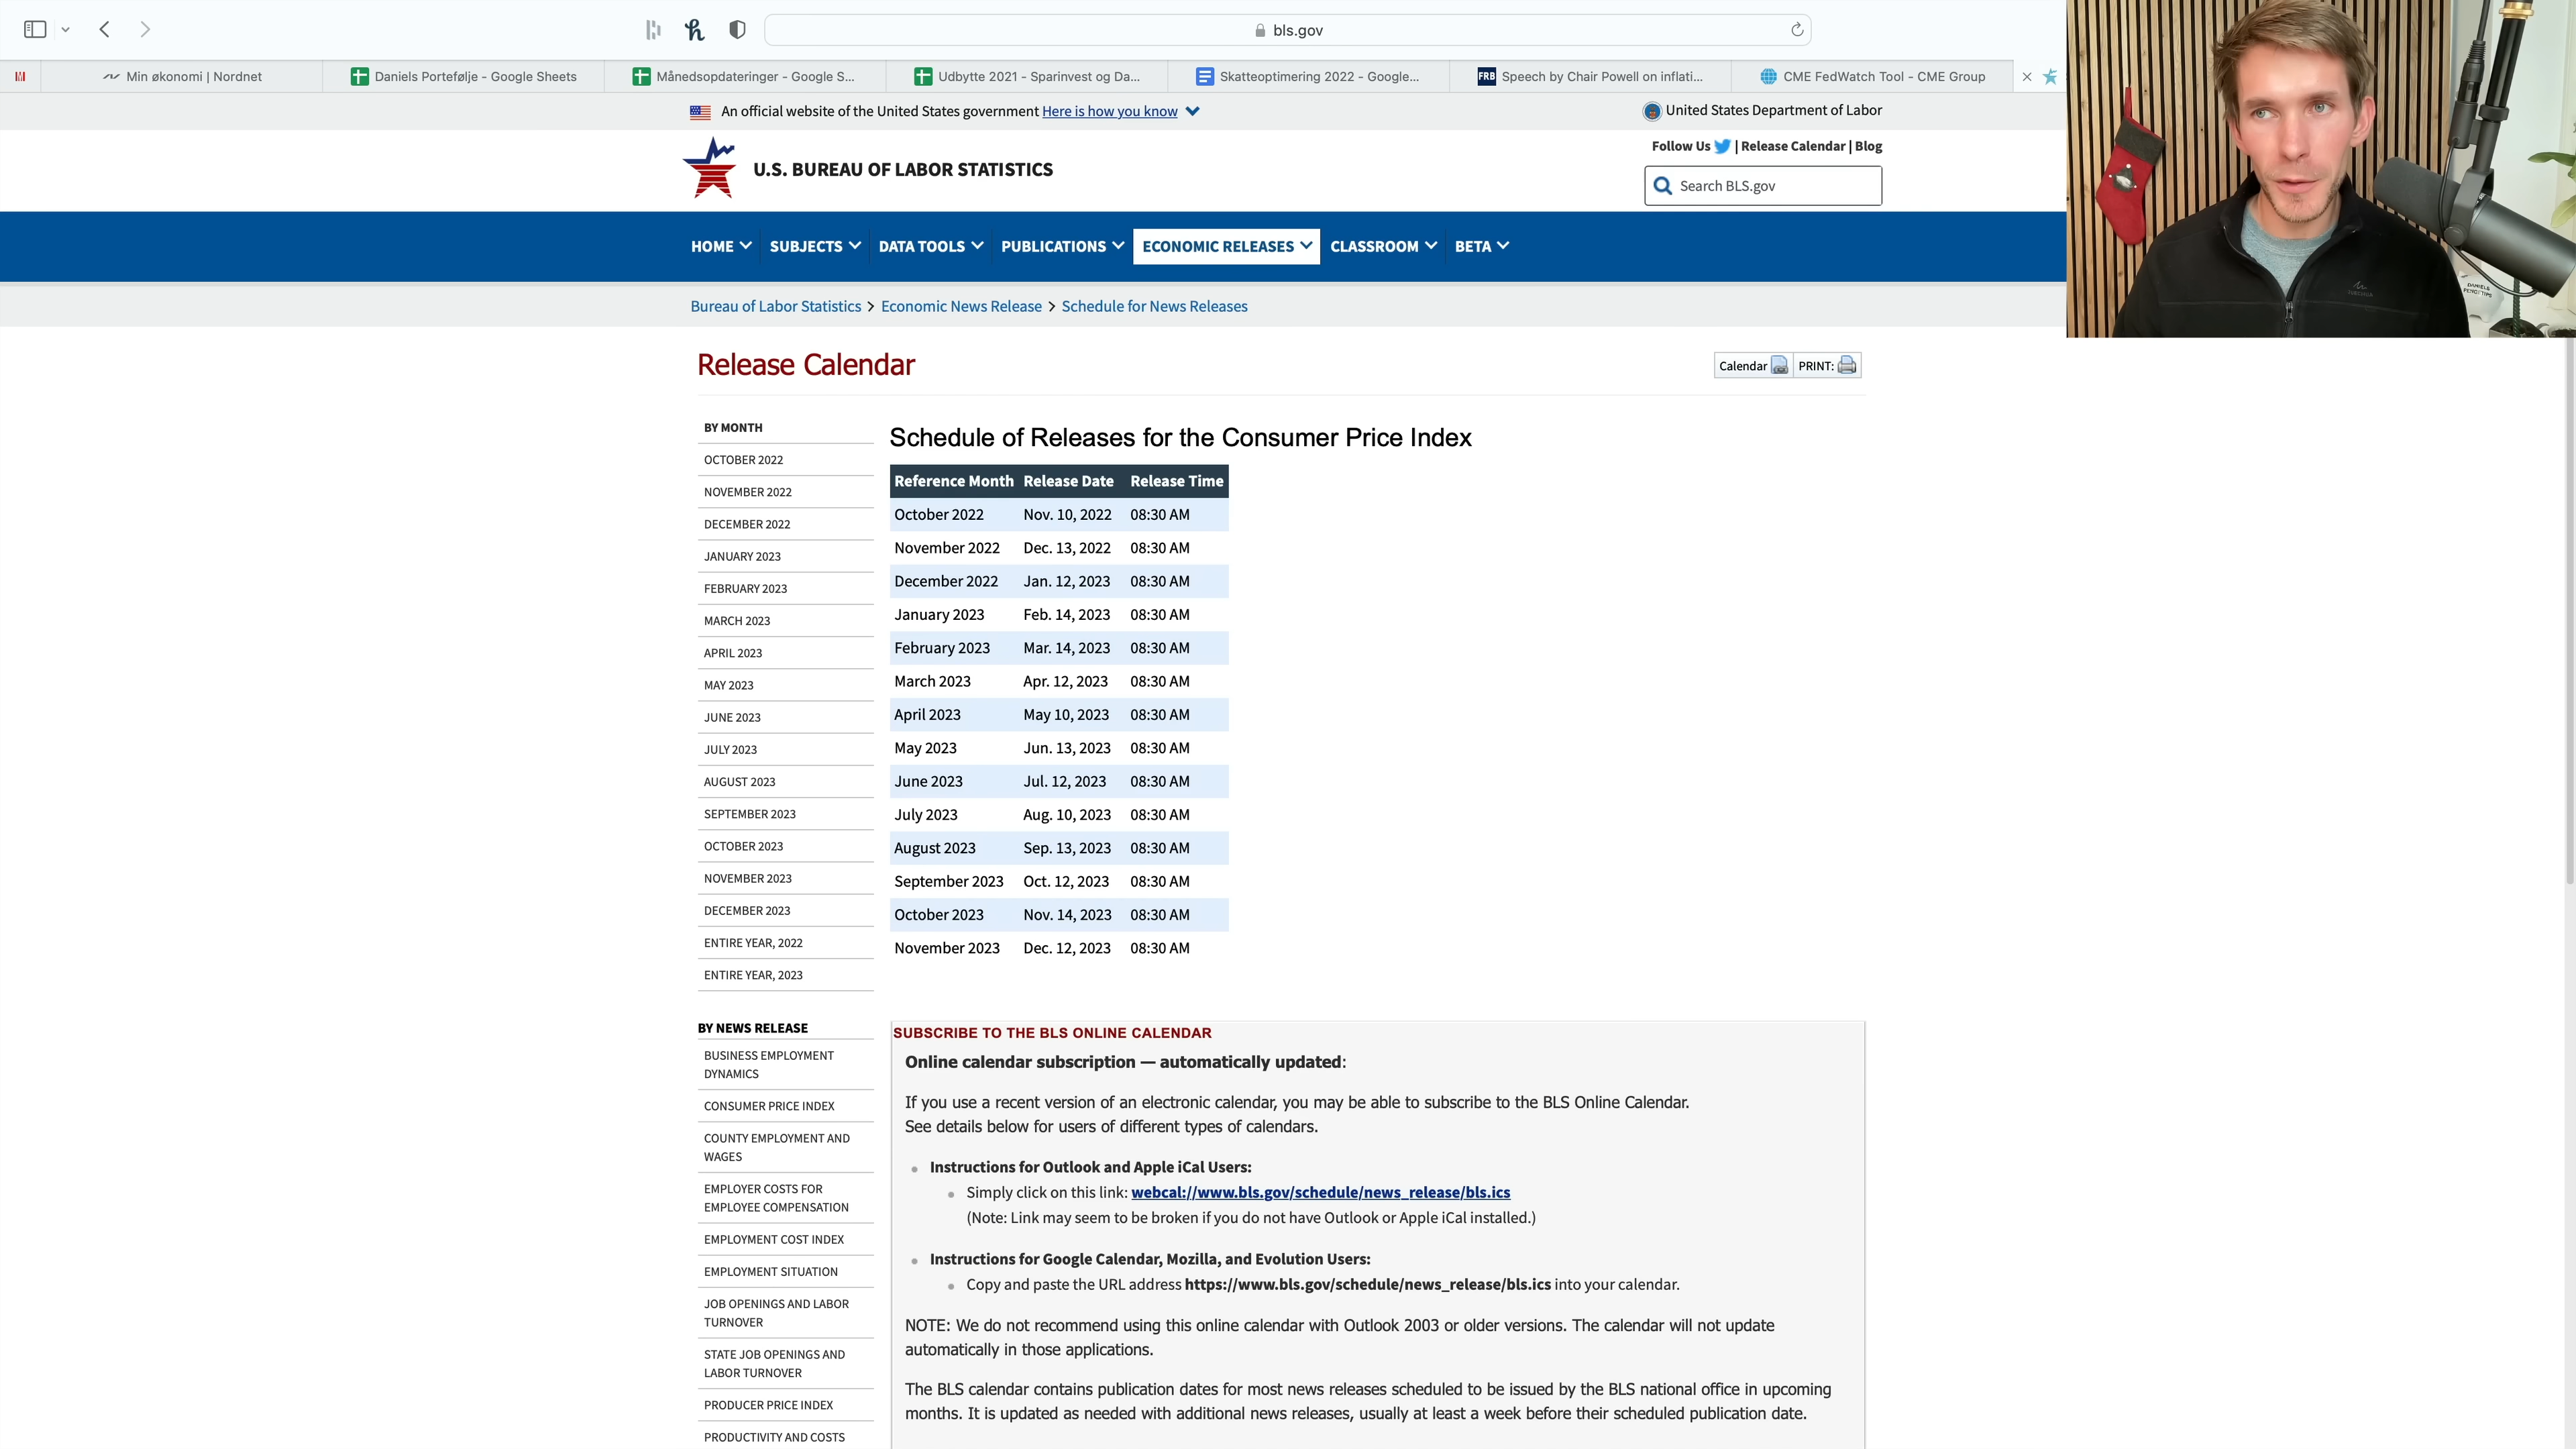 bls.gov
Min økonomi | Nordnet
Daniels Portefølje - Google Sheets
Månedsopdateringer - Google S...
Udbytte 2021 - Sparinvest og Da...
Skatteoptimering 2022 - Google...
FRB Speech by Chair Powell on inflati...
CME FedWatch Tool - CME Group
An official website of the United States government Here is how you know
United States Department of Labor
Follow Us | Release Calendar | Blog
U.S. BUREAU OF LABOR STATISTICS
Search BLS.gov
HOME SUBJECTS DATA TOOLS PUBLICATIONS ECONOMIC RELEASES CLASSROOM BETA
Bureau of Labor Statistics > Economic News Release > Schedule for News Releases
Release Calendar
Calendar PRINT:
BY MONTH
OCTOBER 2022
NOVEMBER 2022
DECEMBER 2022
JANUARY 2023
FEBRUARY 2023
MARCH 2023
APRIL 2023
MAY 2023
JUNE 2023
JULY 2023
AUGUST 2023
SEPTEMBER 2023
OCTOBER 2023
NOVEMBER 2023
DECEMBER 2023
ENTIRE YEAR, 2022
ENTIRE YEAR, 2023
BY NEWS RELEASE
BUSINESS EMPLOYMENT
DYNAMICS
CONSUMER PRICE INDEX
COUNTY EMPLOYMENT AND
WAGES
EMPLOYER COSTS FOR
EMPLOYEE COMPENSATION
EMPLOYMENT COST INDEX
EMPLOYMENT SITUATION
JOB OPENINGS AND LABOR
TURNOVER
STATE JOB OPENINGS AND
LABOR TURNOVER
PRODUCER PRICE INDEX
PRODUCTIVITY AND COSTS
Schedule of Releases for the Consumer Price Index
Reference Month Release Date Release Time
October 2022 Nov. 10, 2022 08:30 AM
November 2022 Dec. 13, 2022 08:30 AM
December 2022 Jan. 12, 2023 08:30 AM
January 2023 Feb. 14, 2023 08:30 AM
February 2023 Mar. 14, 2023 08:30 AM
March 2023 Apr. 12, 2023 08:30 AM
April 2023 May 10, 2023 08:30 AM
May 2023 Jun. 13, 2023 08:30 AM
June 2023 Jul. 12, 2023 08:30 AM
July 2023 Aug. 10, 2023 08:30 AM
August 2023 Sep. 13, 2023 08:30 AM
September 2023 Oct. 12, 2023 08:30 AM
October 2023 Nov. 14, 2023 08:30 AM
November 2023 Dec. 12, 2023 08:30 AM
SUBSCRIBE TO THE BLS ONLINE CALENDAR
Online calendar subscription — automatically updated:
If you use a recent version of an electronic calendar, you may be able to subscribe to the BLS Online Calendar.
See details below for users of different types of calendars.
Instructions for Outlook and Apple iCal Users:
Simply click on this link: webcal://www.bls.gov/schedule/news_release/bls.ics
(Note: Link may seem to be broken if you do not have Outlook or Apple iCal installed.)
Instructions for Google Calendar, Mozilla, and Evolution Users:
Copy and paste the URL address https://www.bls.gov/schedule/news_release/bls.ics into your calendar.
NOTE: We do not recommend using this online calendar with Outlook 2003 or older versions. The calendar will not update
automatically in those applications.
The BLS calendar contains publication dates for most news releases scheduled to be issued by the BLS national office in upcoming
months. It is updated as needed with additional news releases, usually at least a week before their scheduled publication date.